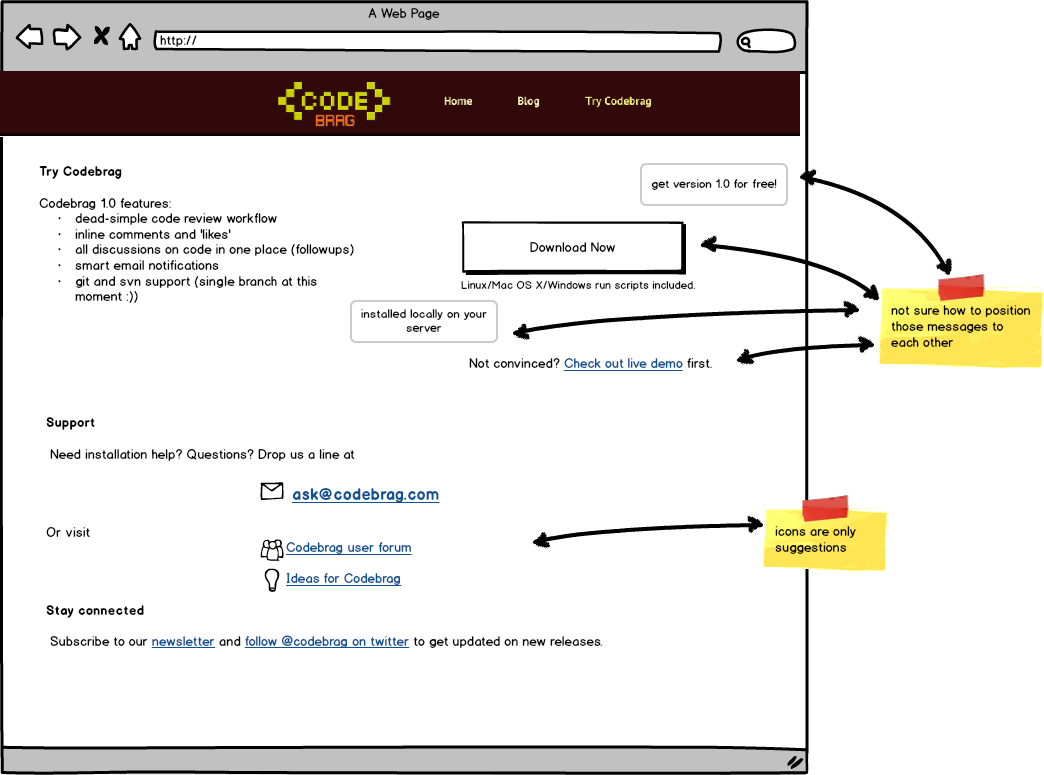 A Web Page
http://
CODE
BRAG
Home
Blog
Try Codebrag
Try Codebrag
get version 1.0 for free!
Codebrag 1.0 features:
· dead-simple code review workflow
· inline comments and 'likes'
· all discussions on code in one place (followups)
· smart email notifications
· git and svn support (single branch at this
moment :))
Download Now
Linux/Mac OS X/Windows run scripts included.
installed locally on your
server
not sure how to position
those messages to
each other
Not convinced? Check out live demo first.
Support
Need installation help? Questions? Drop us a line at
ask@codebrag.com
Or visit
icons are only
suggestions
Codebrag user forum
Ideas for Codebrag
Stay connected
Subscribe to our newsletter and follow @codebrag on twitter to get updated on new releases.